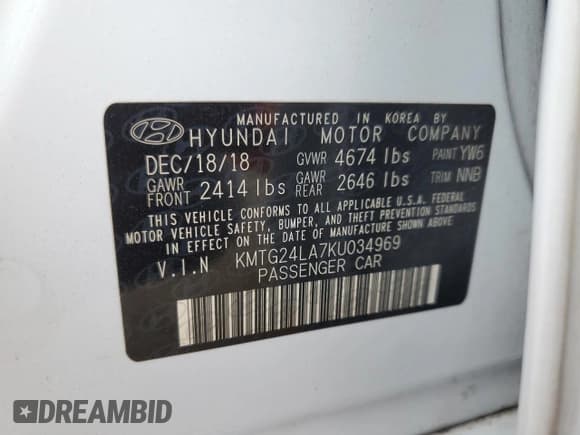 MANUFACTURED IN KOREA BY
HYUNDAI MOTOR COMPANY
DEC/18/18 GVWR 4674 lbs PAINT YW6
GAWR FRONT 2414 lbs GAWR REAR 2646 lbs TRIM NNB
THIS VEHICLE CONFORMS TO ALL APPLICABLE U.S.A. FEDERAL
MOTOR VEHICLE SAFETY, BUMPER, AND THEFT PREVENTION STANDARDS
IN EFFECT ON THE DATE OF MANUFACTURE SHOWN ABOVE
V.I.N KMTG24LA7KU034969
PASSENGER CAR
DREAMBID